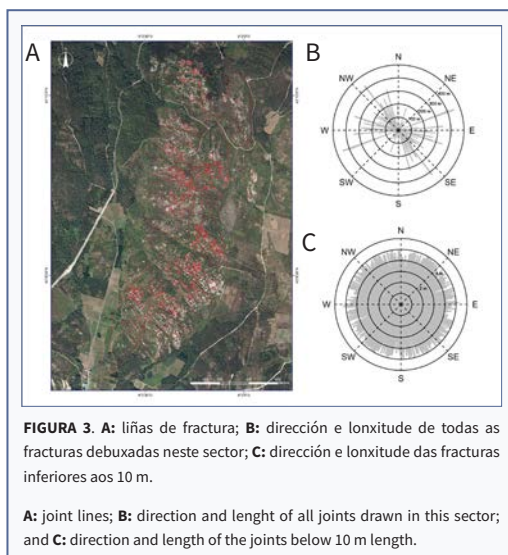 A
B
N
NW
NE
W
E
SW
SE
S
C
N
NW
NE
W
E
SW
SE
S
FIGURA 3. A: liñas de fractura; B: dirección e lonxitude de todas as
fracturas debuxadas neste sector; C: dirección e lonxitude das fracturas
inferiores aos 10 m.
A: joint lines; B: direction and lenght of all joints drawn in this sector;
and C: direction and length of the joints below 10 m length.